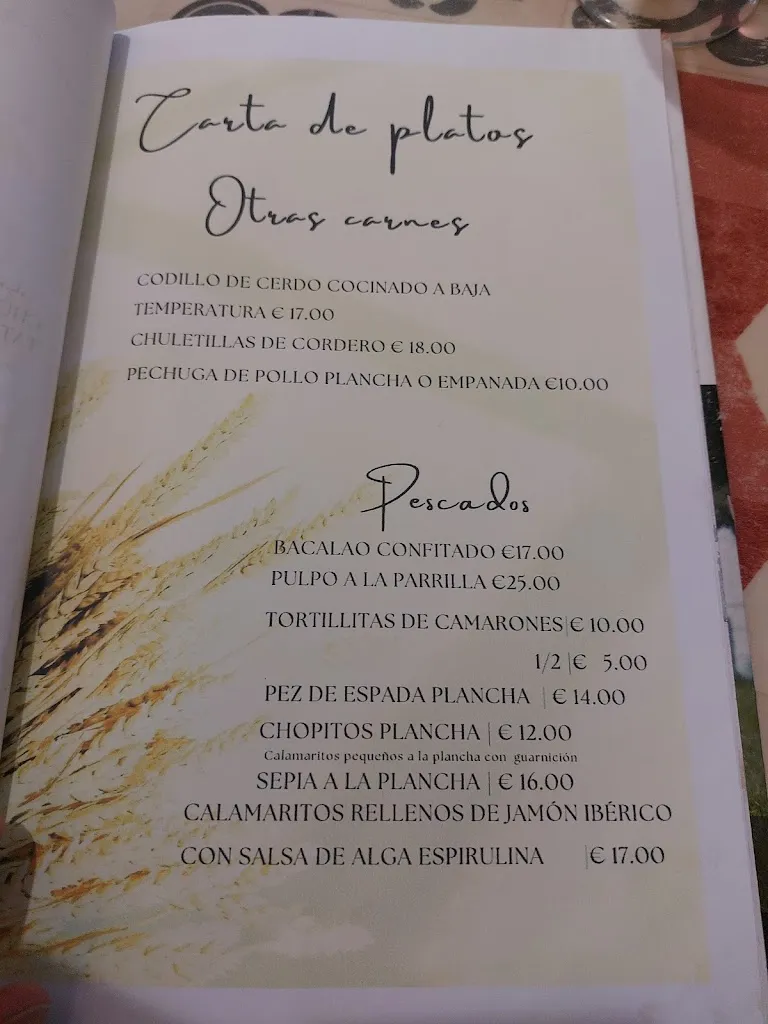 Carta de platos
Otras carnes
CODILLO DE CERDO COCINADO A BAJA
TEMPERATURA € 17.00
CHULETILLAS DE CORDERO € 18.00
PECHUGA DE POLLO PLANCHA O EMPANADA €10.00
Pescados
BACALAO CONFITADO €17.00
PULPO A LA PARRILLA €25.00
TORTILLITAS DE CAMARONES|€ 10.00
1/2 |€ 5.00
PEZ DE ESPADA PLANCHA | € 14.00
CHOPITOS PLANCHA | € 12.00
Calamaritos pequeños a la plancha con guarnición
SEPIA A LA PLANCHA | € 16.00
CALAMARITOS RELLENOS DE JAMÓN IBÉRICO
CON SALSA DE ALGA ESPIRULINA |€ 17.00